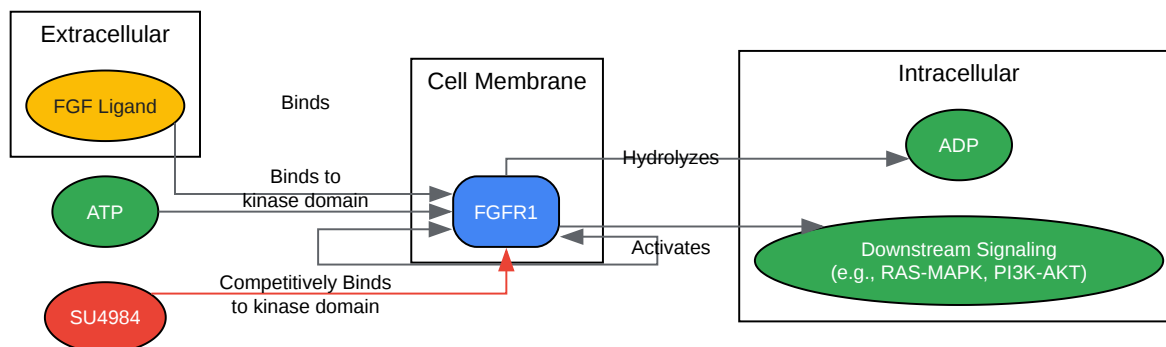 Extracellular
FGF Ligand
Binds
Cell Membrane
Intracellular
ADP
Hydrolyzes
Binds to
kinase domain
ATP
FGFR1
Activates
Downstream Signaling
(e.g., RAS-MAPK, PI3K-AKT)
Competitively Binds
to kinase domain
SU4984